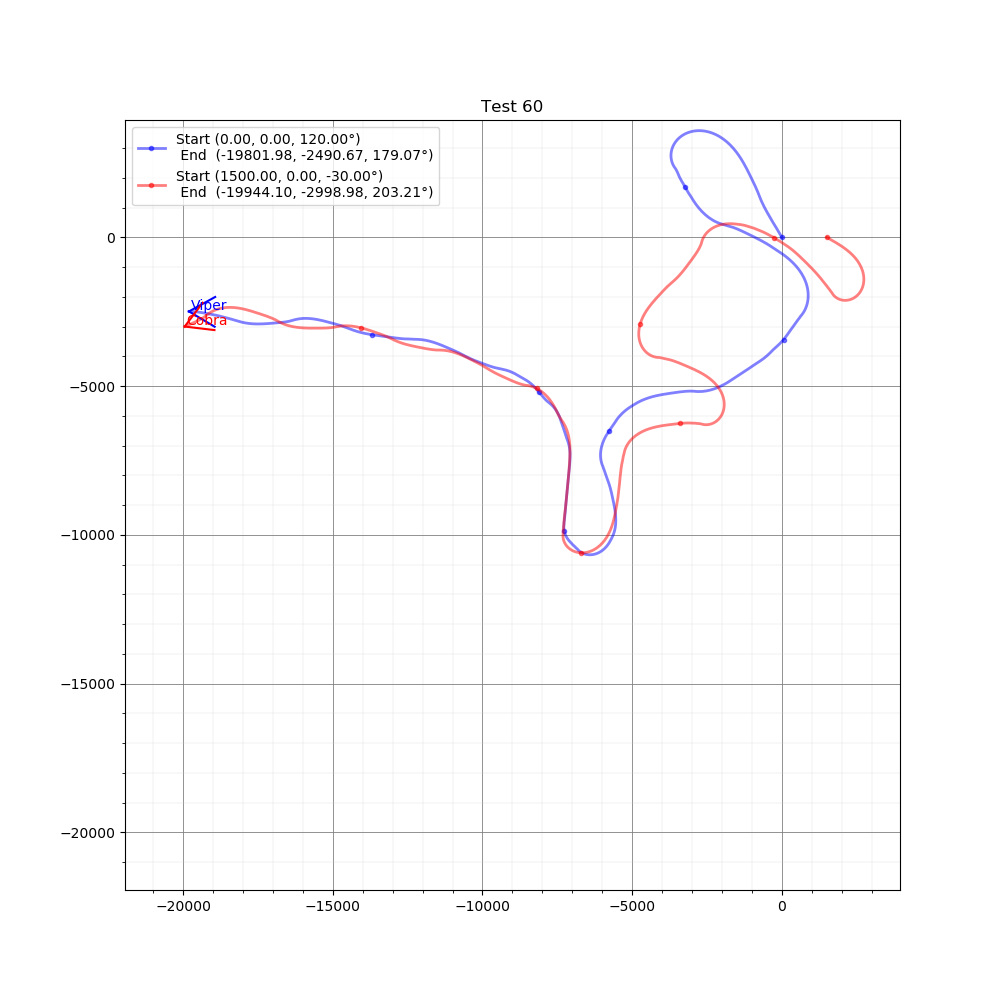 Test 60
Start (0.00, 0.00, 120.00°)
End (-19801.98, -2490.67, 179.07°)
Start (1500.00, 0.00, -30.00°)
End (-19944.10, -2998.98, 203.21°)
0
Viper
Cobra
−5000
−10000
−15000
−20000
−20000 −15000 −10000 −5000 0